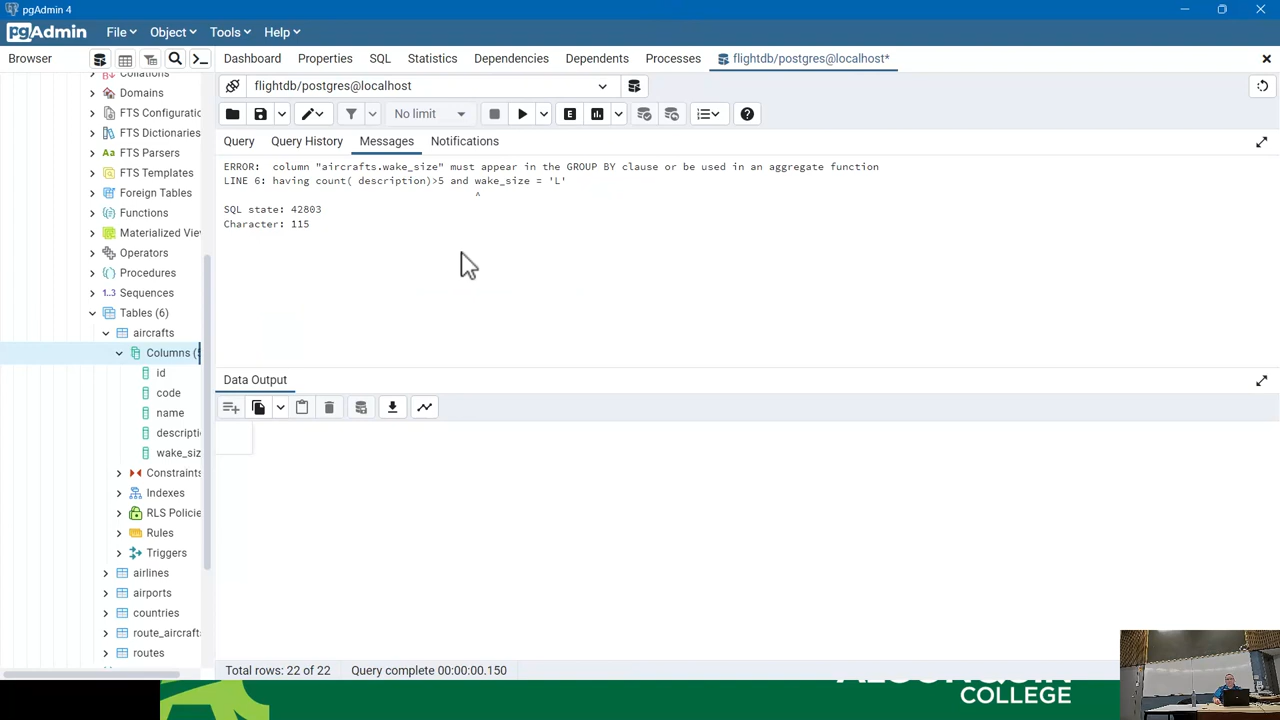 pgAdmin 4
pgAdmin File Object Tools Help
Browser Dashboard Properties SQL Statistics Dependencies Dependents Processes flightdb/postgres@localhost*
flightdb/postgres@localhost
No limit
Query Query History Messages Notifications
ERROR: column "aircrafts.wake_size" must appear in the GROUP BY clause or be used in an aggregate function
LINE 6: having count( description)>5 and wake_size = 'L'
^
SQL state: 42803
Character: 115
Collations
Domains
FTS Configuratic
FTS Dictionaries
FTS Parsers
FTS Templates
Foreign Tables
Functions
Materialized Vie
Operators
Procedures
Sequences
Tables (6)
aircrafts
Columns (5
id
code
name
descripti
wake_siz
Constraints
Indexes
RLS Policie
Rules
Triggers
airlines
airports
countries
route_aircraft
routes
Data Output
Total rows: 22 of 22 Query complete 00:00:00.150
ALGONQUIN
COLLEGE